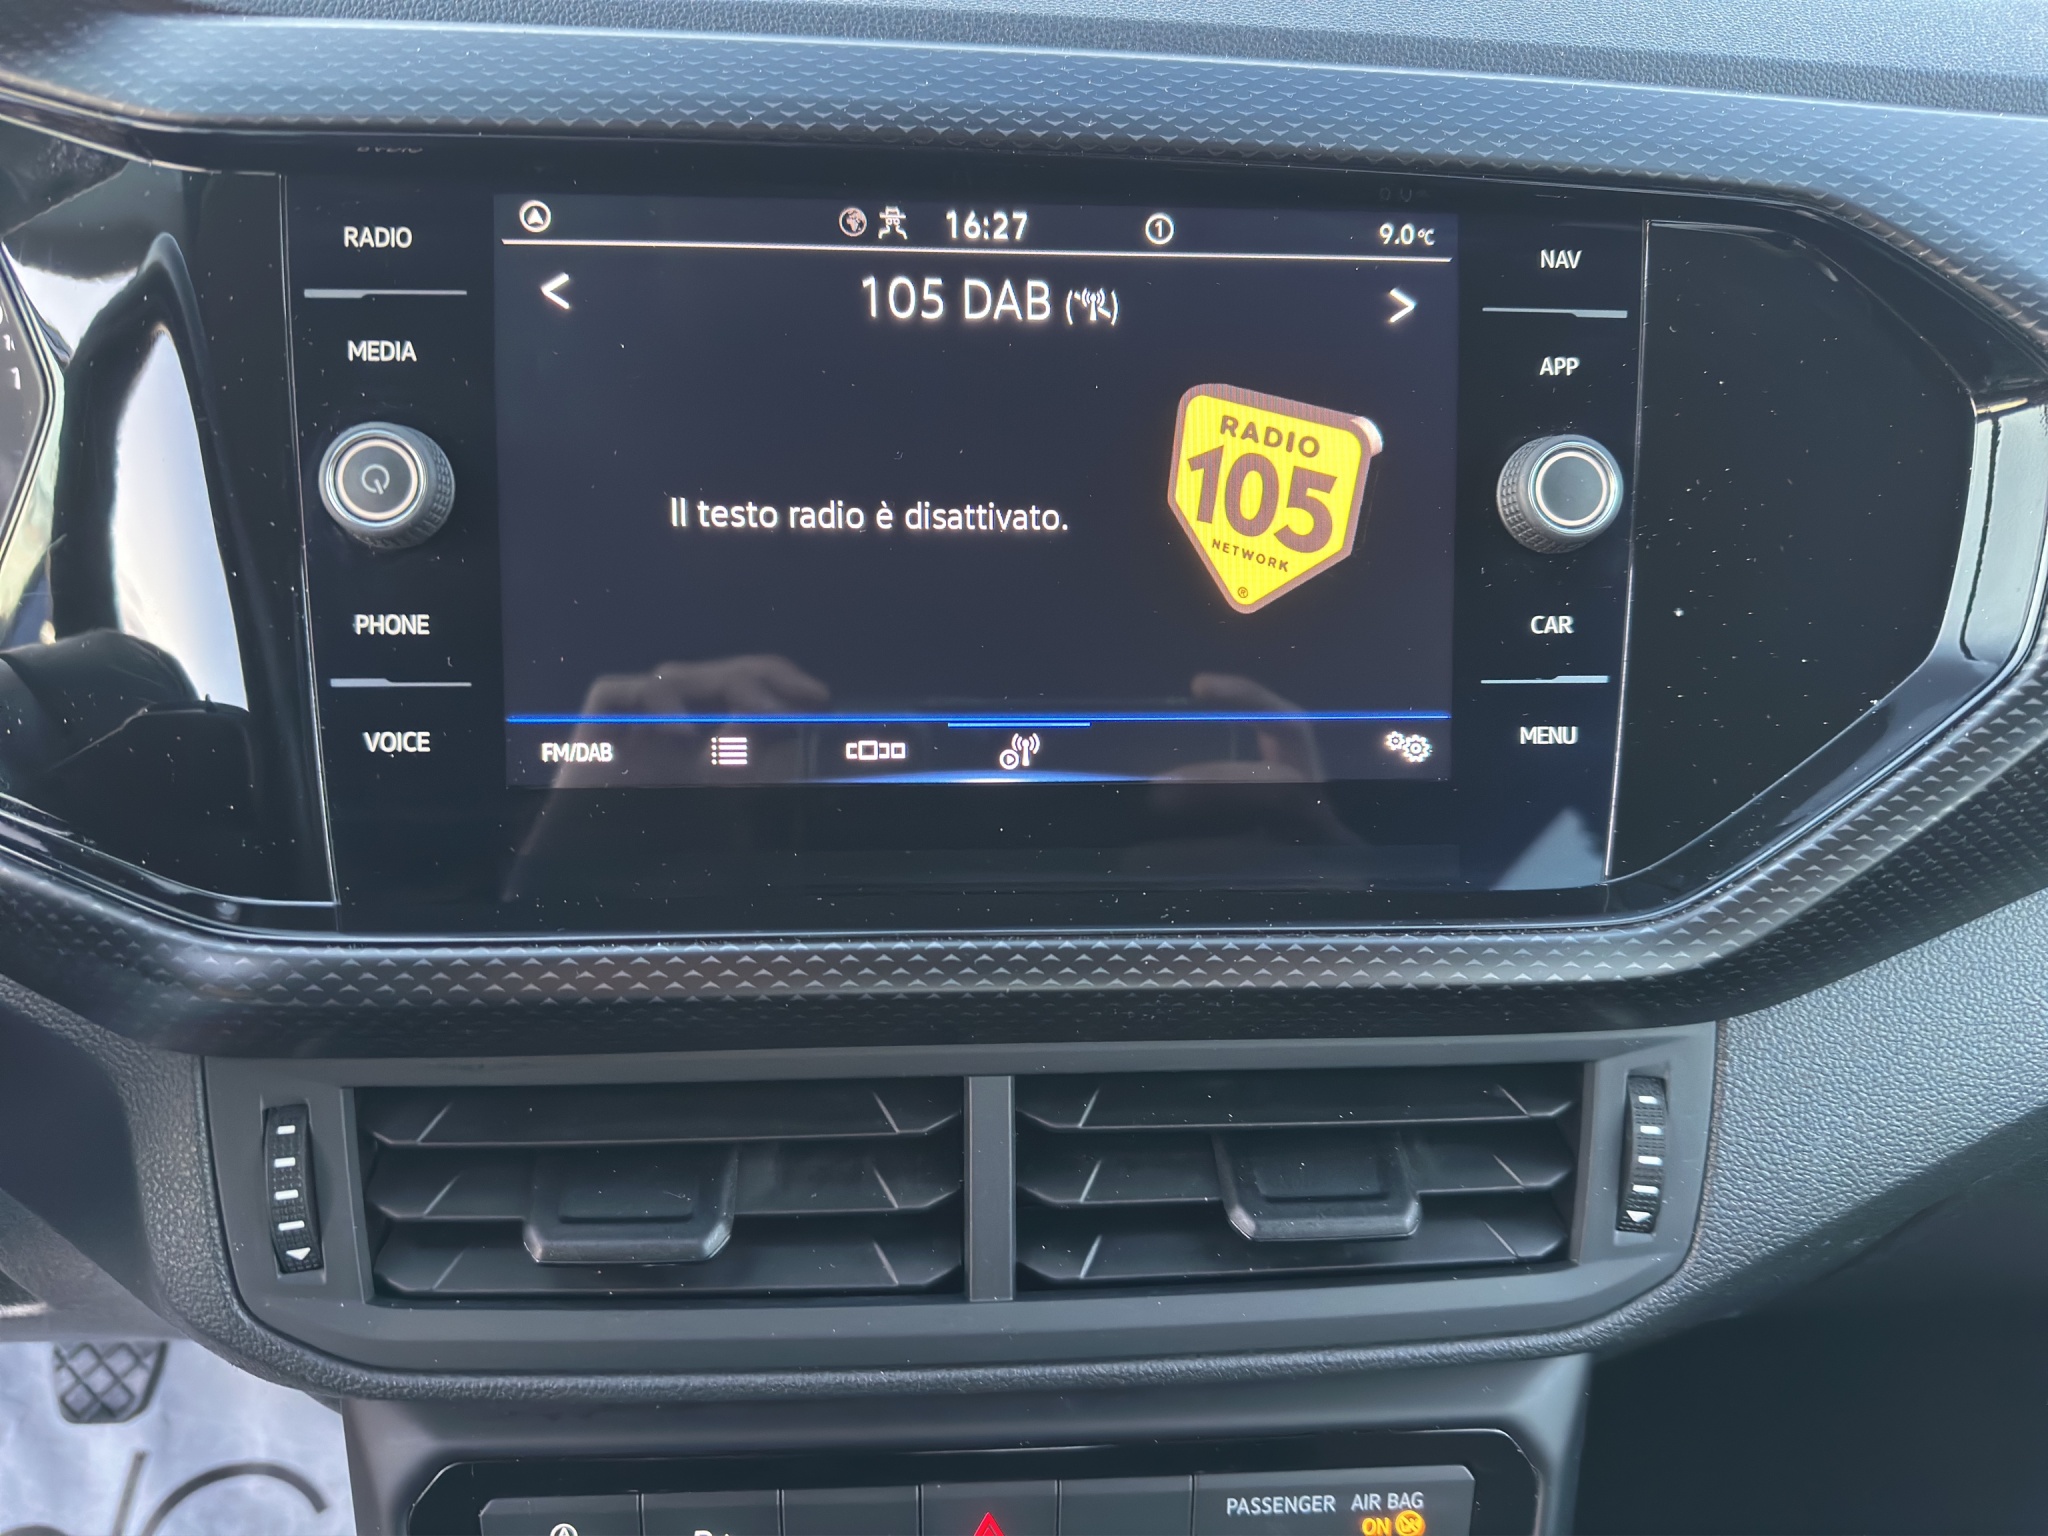 RADIO
MEDIA
PHONE
VOICE
16:27
1
9.0°C
< 105 DAB >
Il testo radio è disattivato.
RADIO
105
NETWORK
®
FM/DAB
NAV
APP
CAR
MENU
PASSENGER AIR BAG
ON